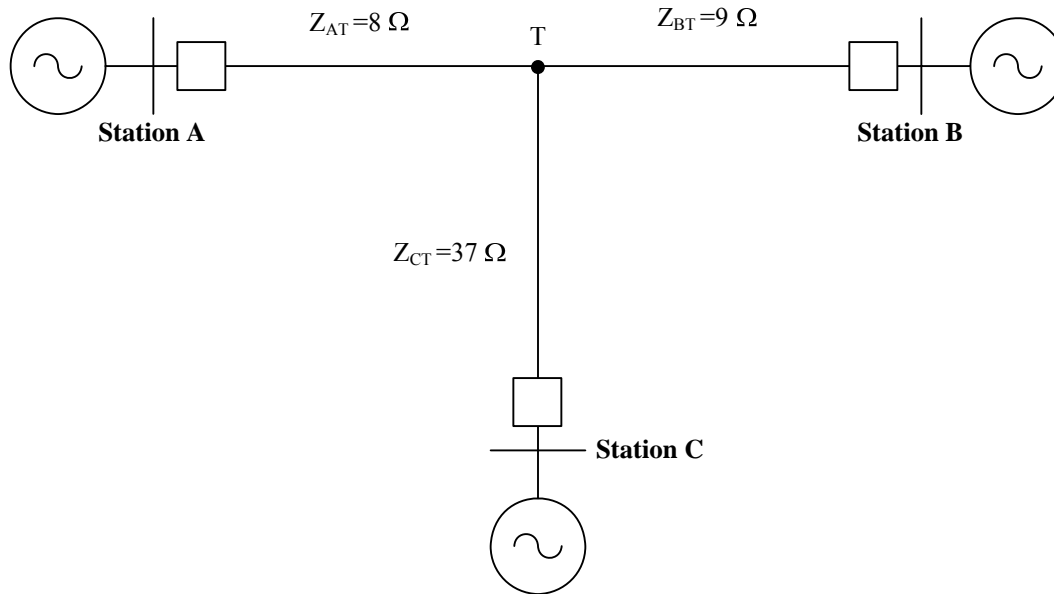 Z_AT =8 Ω
T
Z_BT =9 Ω
Station A
Station B
Z_CT =37 Ω
Station C